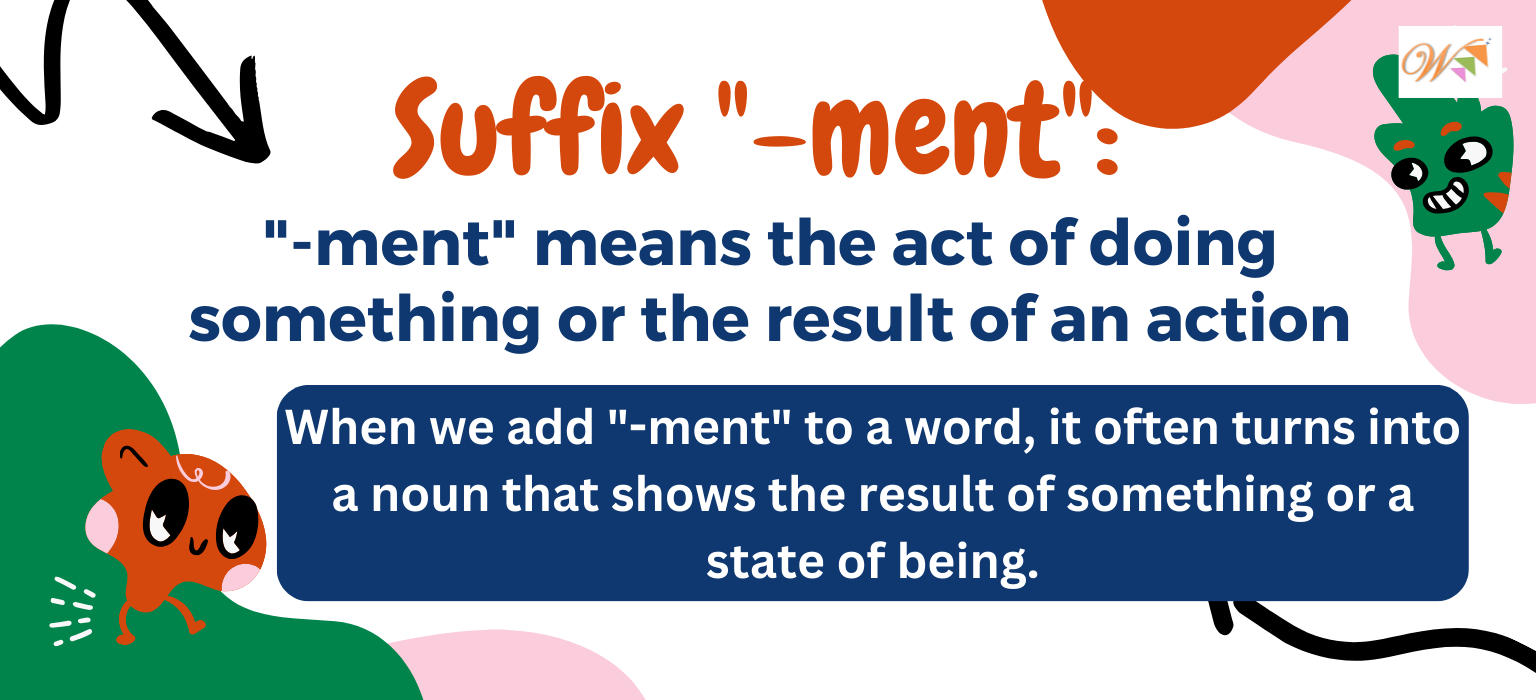 Suffix "-ment":
"-ment" means the act of doing
something or the result of an action
When we add "-ment" to a word, it often turns into
a noun that shows the result of something or a
state of being.
W